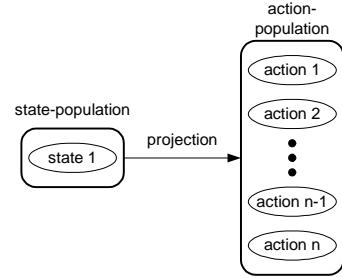 action-
population
action 1
state-population
action 2
projection
state 1
action n-1
action n